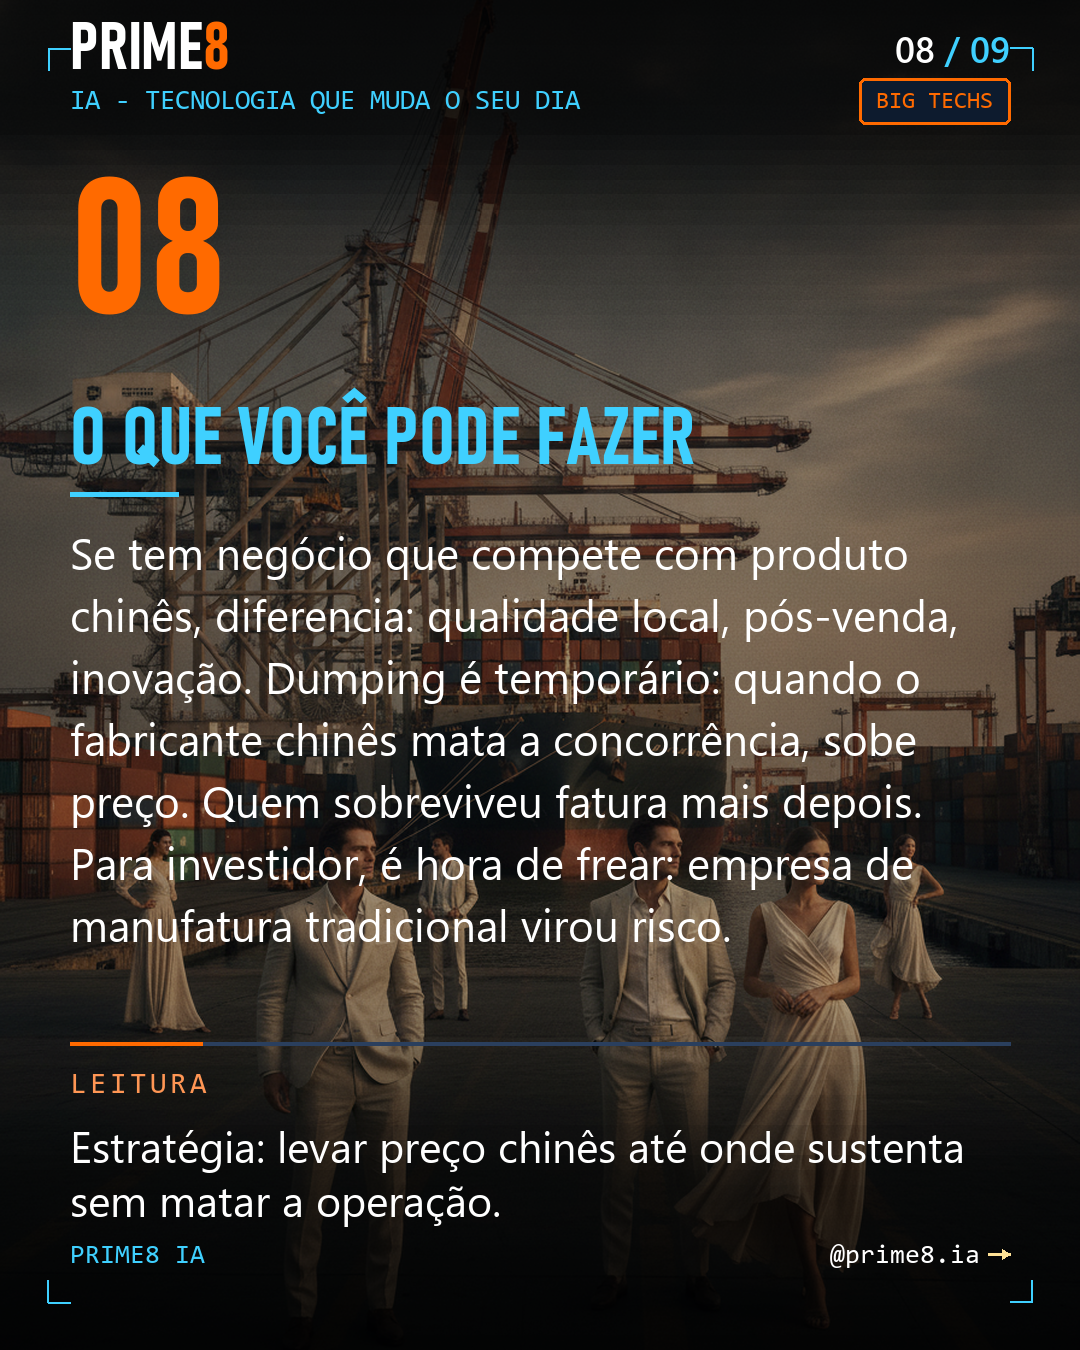 PRIME8
08 / 09
IA - TECNOLOGIA QUE MUDA O SEU DIA
BIG TECHS
08
O QUE VOCÊ PODE FAZER
Se tem negócio que compete com produto
chinês, diferencia: qualidade local, pós-venda,
inovação. Dumping é temporário: quando o
fabricante chinês mata a concorrência, sobe
preço. Quem sobreviveu fatura mais depois.
Para investidor, é hora de frear: empresa de
manufatura tradicional virou risco.
LEITURA
Estratégia: levar preço chinês até onde sustenta
sem matar a operação.
PRIME8 IA
@prime8.ia